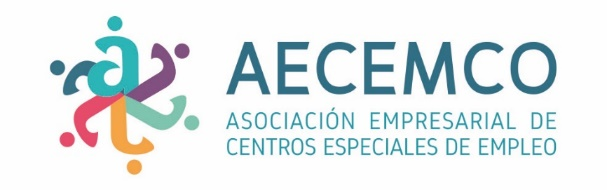 AECEMCO
ASOCIACIÓN EMPRESARIAL DE
CENTROS ESPECIALES DE EMPLEO